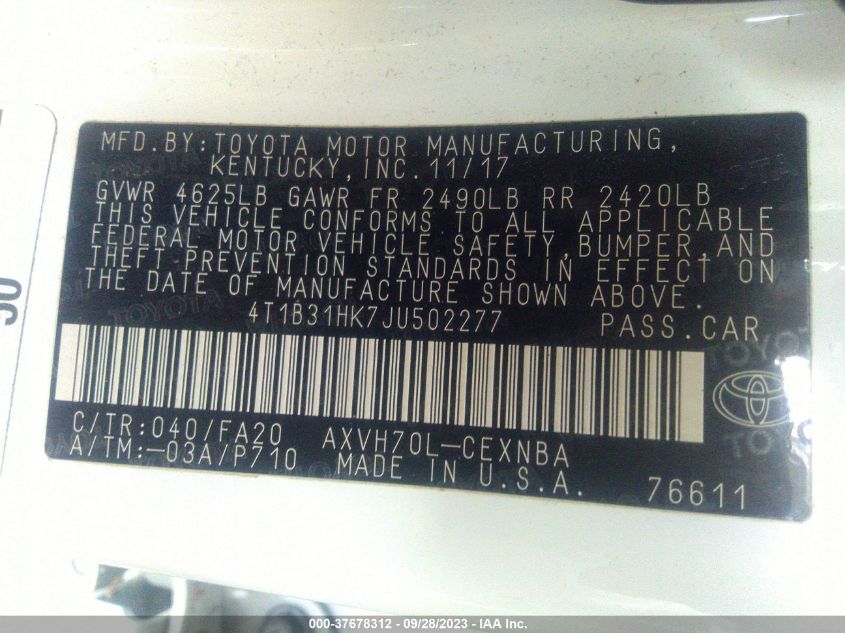 MFD.BY:TOYOTA MOTOR MANUFACTURING,
KENTUCKY,INC.11/17
GVWR 4625LB GAWR FR 2490LB RR 2420LB
THIS VEHICLE CONFORMS TO ALL APPLICABLE
FEDERAL MOTOR VEHICLE SAFETY,BUMPER,AND
THEFT PREVENTION STANDARDS IN EFFECT ON
THE DATE OF MANUFACTURE SHOWN ABOVE.
4T1B31HK7JU502277 PASS.CAR
C/TR:040/FA20 AXVH70L-CEXNBA
A/TM:-03A/P710 MADE IN U.S.A. 76611
000-37678312 - 09/28/2023 - IAA Inc.